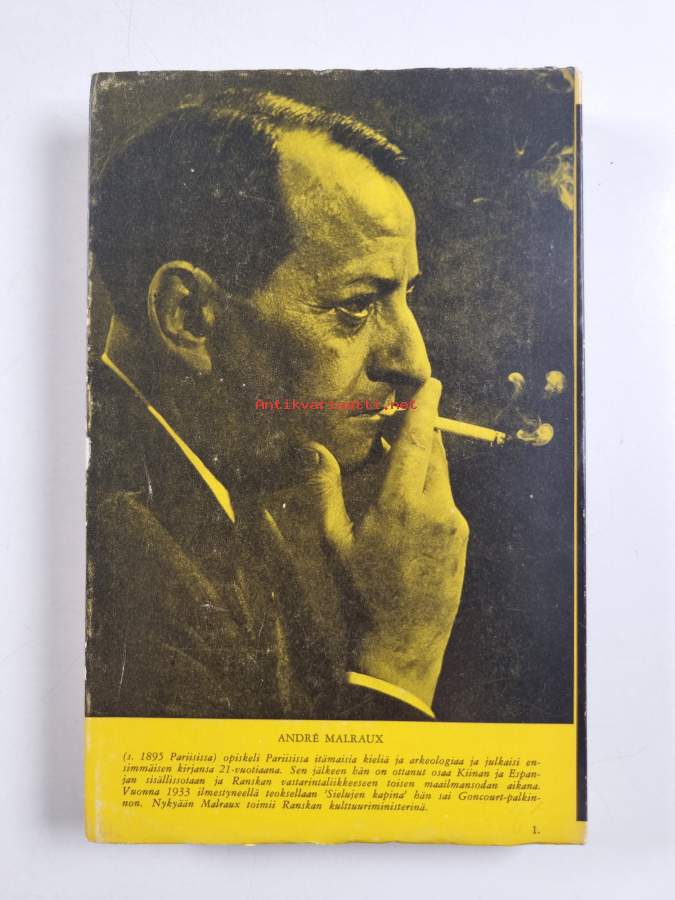 Antikvariaatti.net
ANDRÉ MALRAUX
(s. 1895 Pariisissa) opiskeli Pariisissa itämaisia kieliä ja arkeologiaa ja julkaisi en-
simmäisen kirjansa 21-vuotiaana. Sen jälkeen hän on ottanut osaa Kiinan ja Espan-
jan sisällissotaan ja Ranskan vastarintaliikkeeseen toisen maailmansodan aikana.
Vuonna 1933 ilmestyneellä teoksellaan 'Sielujen kapina' hän sai Goncourt-palkin-
non. Nykyään Malraux toimii Ranskan kulttuuriministerinä.
1.